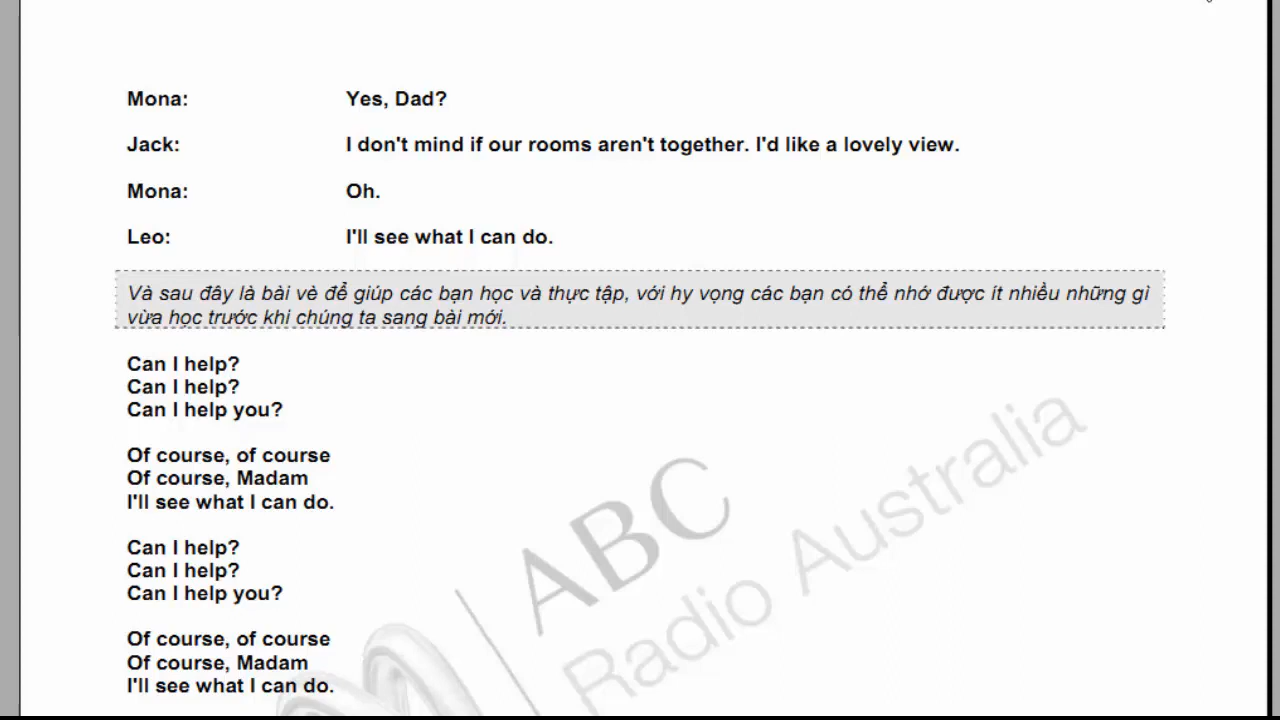 Mona: Yes, Dad?
Jack: I don't mind if our rooms aren't together. I'd like a lovely view.
Mona: Oh.
Leo: I'll see what I can do.
Và sau đây là bài vè để giúp các bạn học và thực tập, với hy vọng các bạn có thể nhớ được ít nhiều những gì
vừa học trước khi chúng ta sang bài mới.
Can I help?
Can I help?
Can I help you?
Of course, of course
Of course, Madam
I'll see what I can do.
Can I help?
Can I help?
Can I help you?
Of course, of course
Of course, Madam
I'll see what I can do.
ABC
Radio Australia